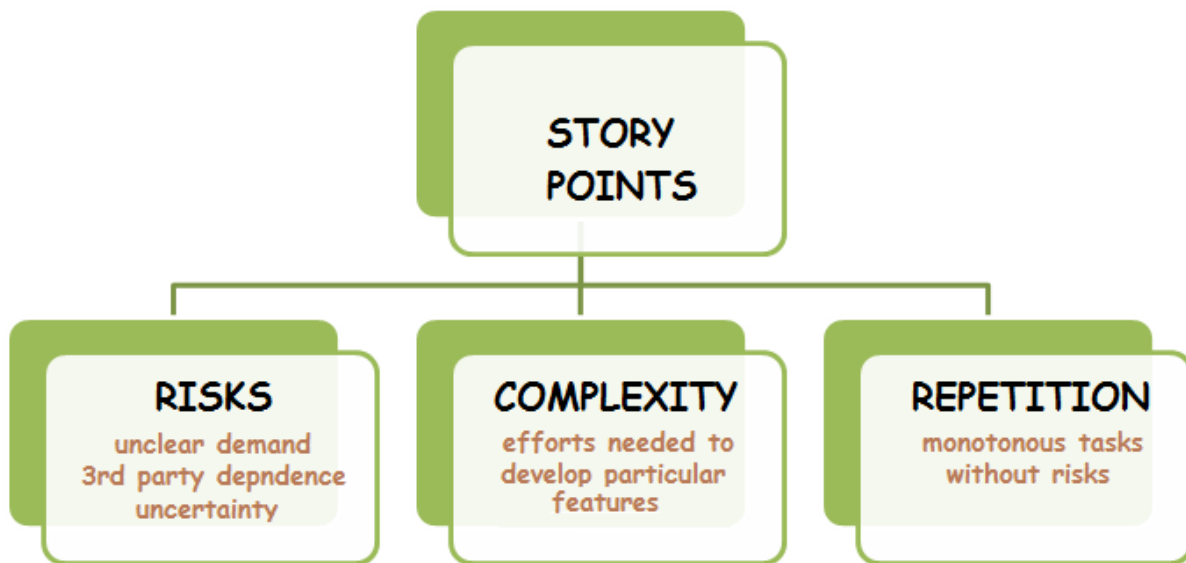 STORY
POINTS
RISKS
unclear demand
3rd party depndence
uncertainty
COMPLEXITY
efforts needed to
develop particular
features
REPETITION
monotonous tasks
without risks